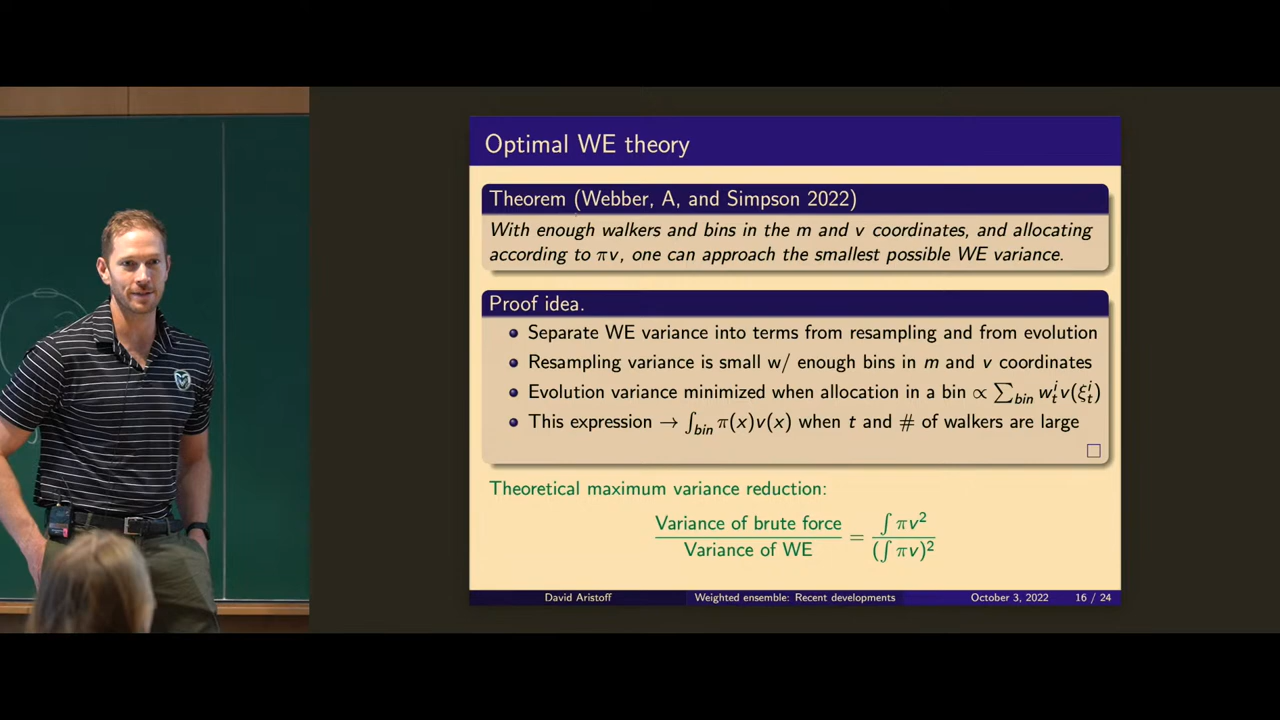 Optimal WE theory
Theorem (Webber, A, and Simpson 2022)
With enough walkers and bins in the m and v coordinates, and allocating
according to πv, one can approach the smallest possible WE variance.
Proof idea.
Separate WE variance into terms from resampling and from evolution
Resampling variance is small w/ enough bins in m and v coordinates
Evolution variance minimized when allocation in a bin ∝ ∑_bin w_t^i v(ξ_t^i)
This expression → ∫_bin π(x)v(x) when t and # of walkers are large
Theoretical maximum variance reduction:
Variance of brute force / Variance of WE = ∫ πv² / (∫ πv)²
David Aristoff Weighted ensemble: Recent developments October 3, 2022 16 / 24